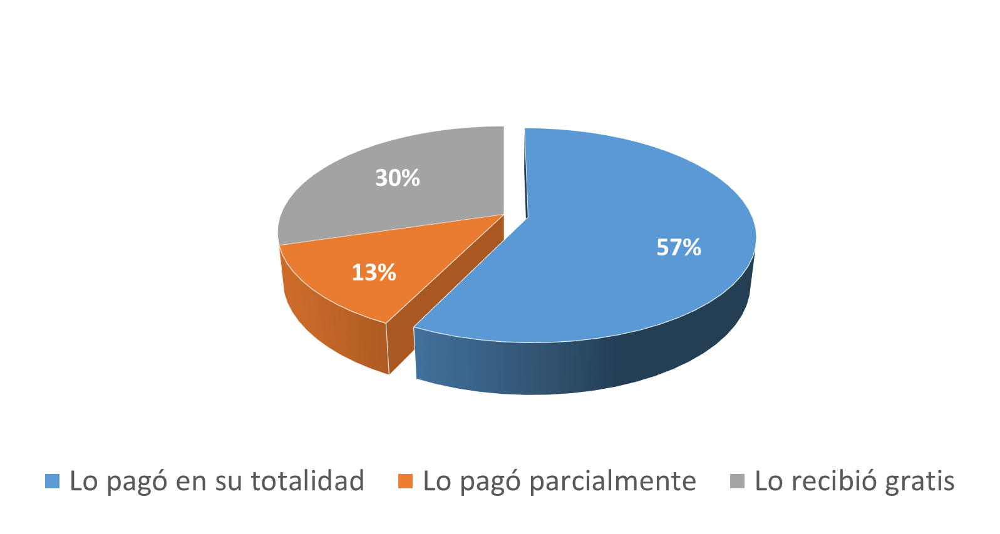 30%
57%
13%
Lo pagó en su totalidad
Lo pagó parcialmente
Lo recibió gratis